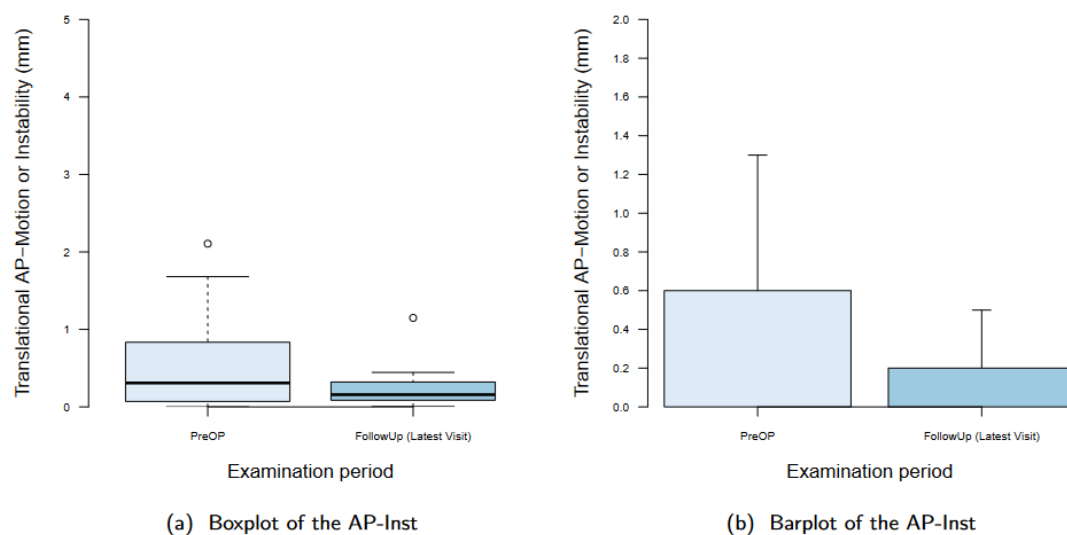 Translational AP−Motion or Instability (mm)
5
4
3
2
1
0
PreOP
FollowUp (Latest Visit)
Examination period
(a) Boxplot of the AP-Inst
Translational AP−Motion or Instability (mm)
2.0
1.8
1.6
1.4
1.2
1.0
0.8
0.6
0.4
0.2
0.0
PreOP
FollowUp (Latest Visit)
Examination period
(b) Barplot of the AP-Inst